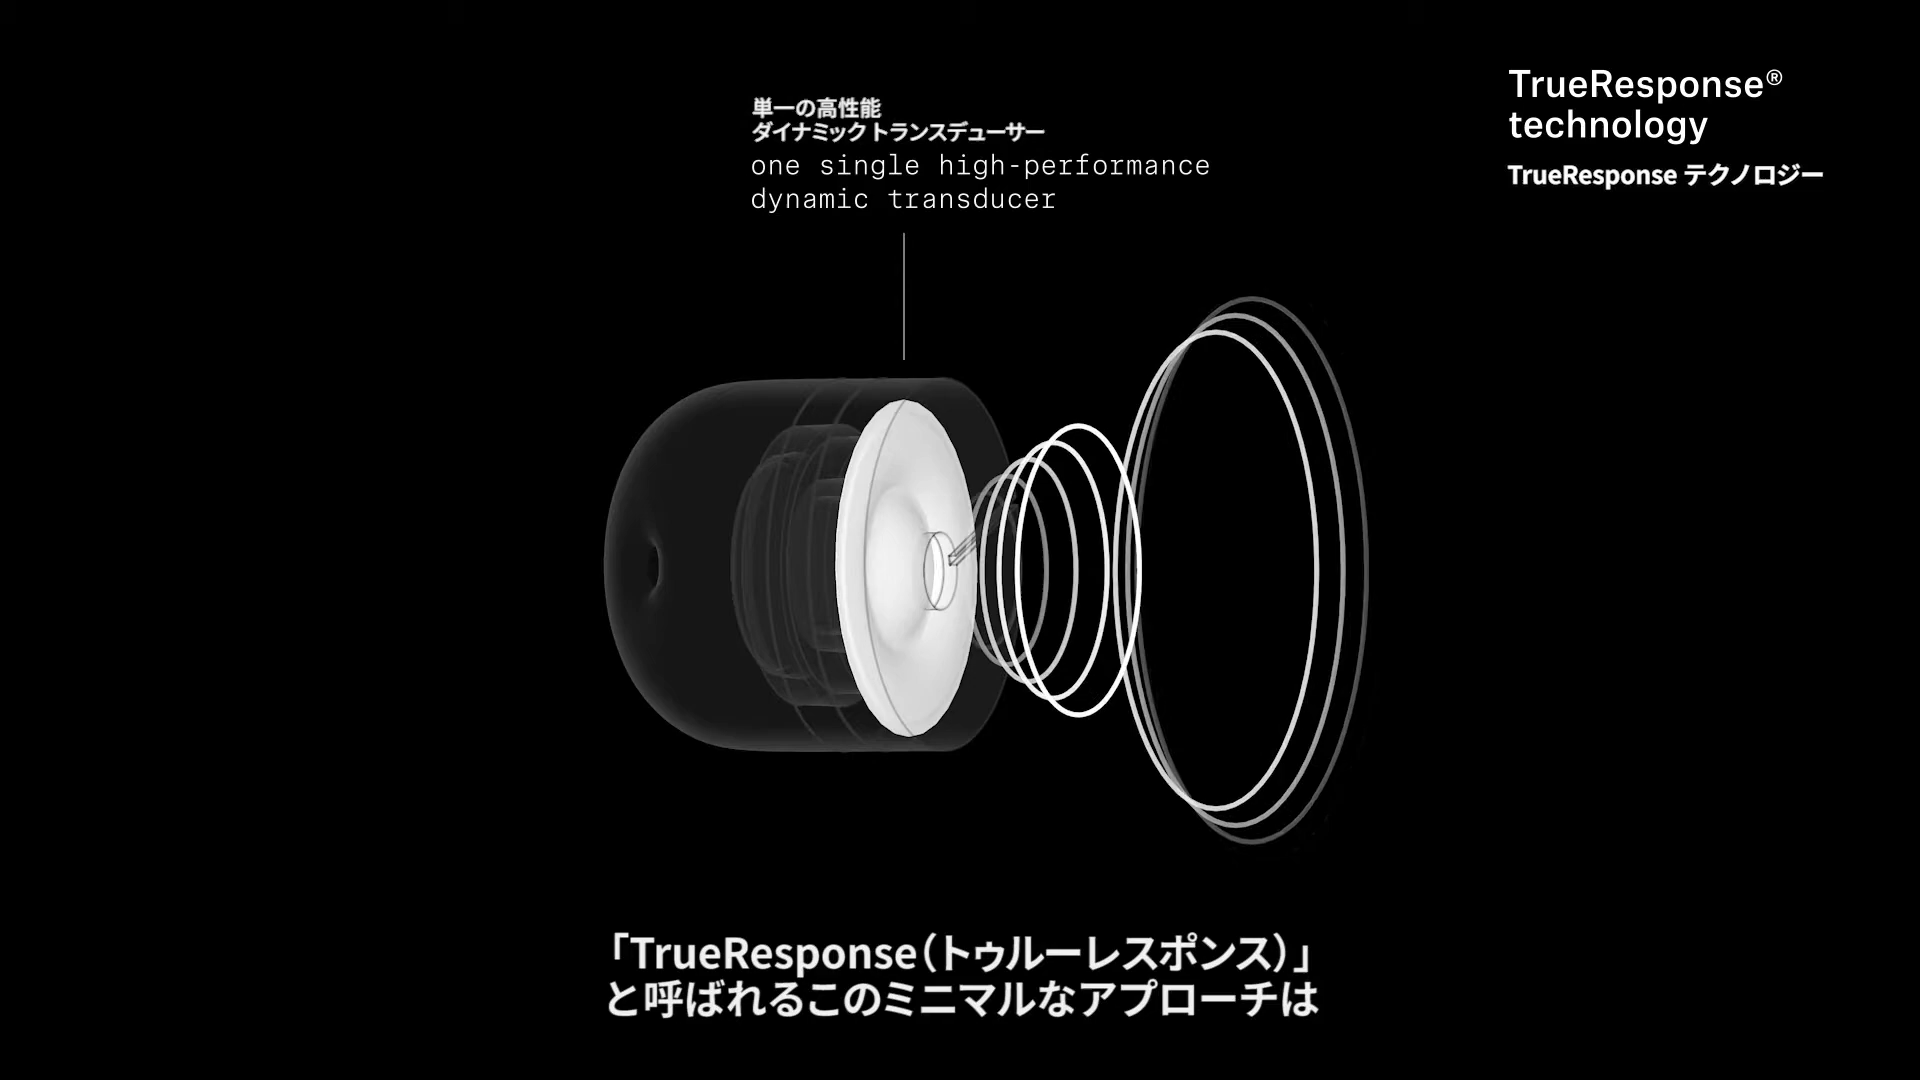 単一の高性能
ダイナミックトランスデューサー
one single high-performance
dynamic transducer
TrueResponse®
technology
TrueResponse テクノロジー
「TrueResponse（トゥルーレスポンス）」
と呼ばれるこのミニマルなアプローチは